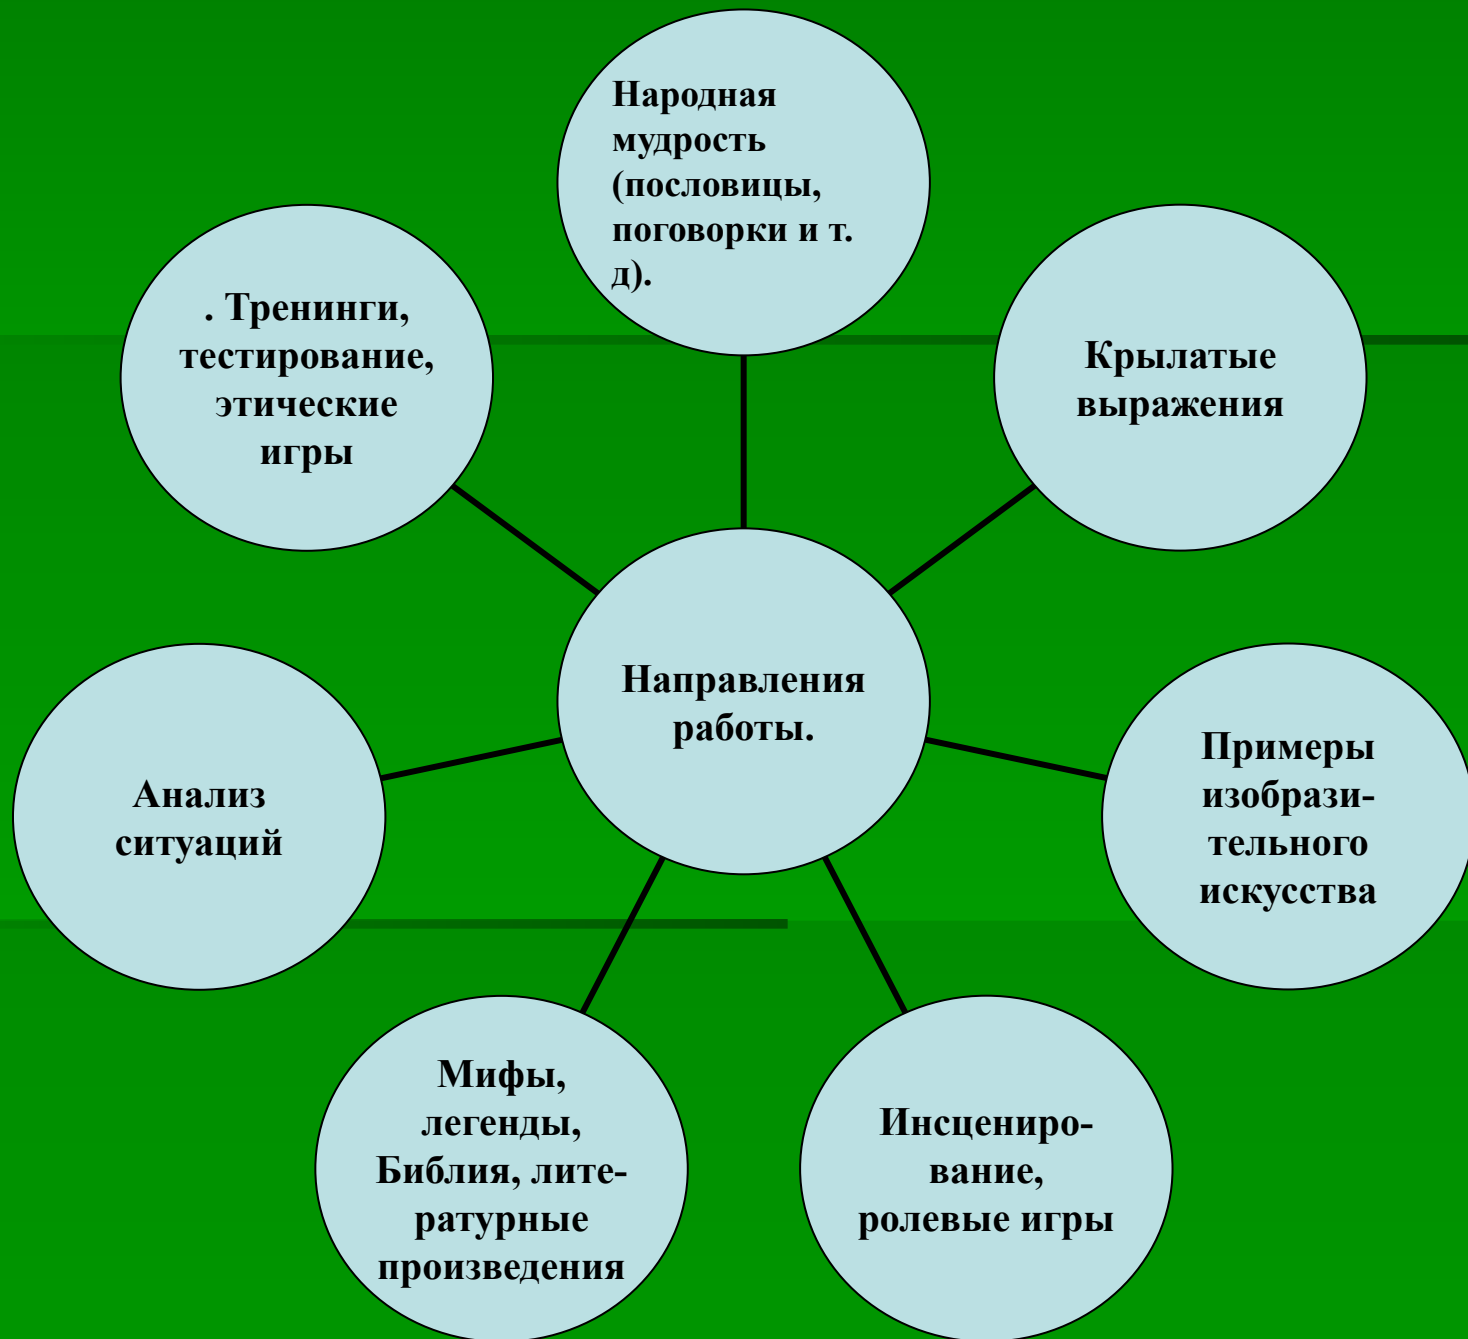 Народная
мудрость
(пословицы,
поговорки и т.
д).
. Тренинги,
тестирование,
этические
игры
Крылатые
выражения
Направления
работы.
Анализ
ситуаций
Примеры
изобрази-
тельного
искусства
Мифы,
легенды,
Библия, лите-
ратурные
произведения
Инсцениро-
вание,
ролевые игры